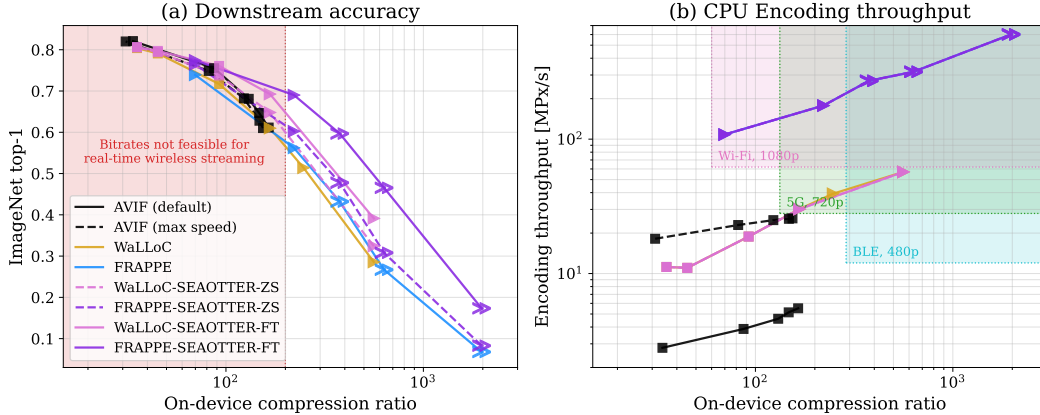 (a) Downstream accuracy
ImageNet top-1
0.8
0.7
0.6
0.5
0.4
0.3
0.2
0.1
Bitrates not feasible for
real-time wireless streaming
AVIF (default)
AVIF (max speed)
WaLLoC
FRAPPE
WaLLoC-SEAOTTER-ZS
FRAPPE-SEAOTTER-ZS
WaLLoC-SEAOTTER-FT
FRAPPE-SEAOTTER-FT
10²
10³
On-device compression ratio
(b) CPU Encoding throughput
Encoding throughput [MPx/s]
10²
10¹
Wi-Fi, 1080p
5G, 720p
BLE, 480p
10²
10³
On-device compression ratio